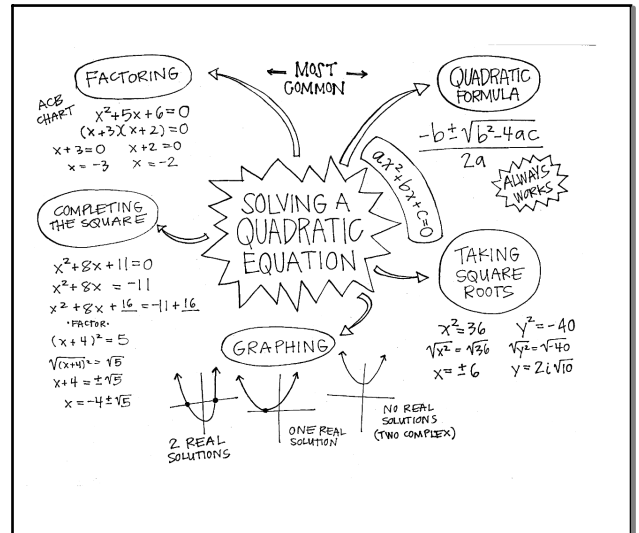 ← MOST →
COMMON
FACTORING
ACB
CHART
x²+5x+6=0
(x+3)(x+2)=0
x+3=0 x+2=0
x=-3 x=-2
QUADRATIC
FORMULA
-b±√b²-4ac
2a
ALWAYS
WORKS
ax²+bx+c=0
SOLVING A
QUADRATIC
EQUATION
COMPLETING
THE SQUARE
x²+8x+11=0
x²+8x =-11
x²+8x+16=-11+16
·FACTOR·
(x+4)²=5
√(x+4)²=√5
x+4=±√5
x=-4±√5
TAKING
SQUARE
ROOTS
x²=36 y²=-40
√x²=√36 √y²=√-40
x=±6 y=2i√10
GRAPHING
2 REAL
SOLUTIONS
ONE REAL
SOLUTION
NO REAL
SOLUTIONS
(TWO COMPLEX)